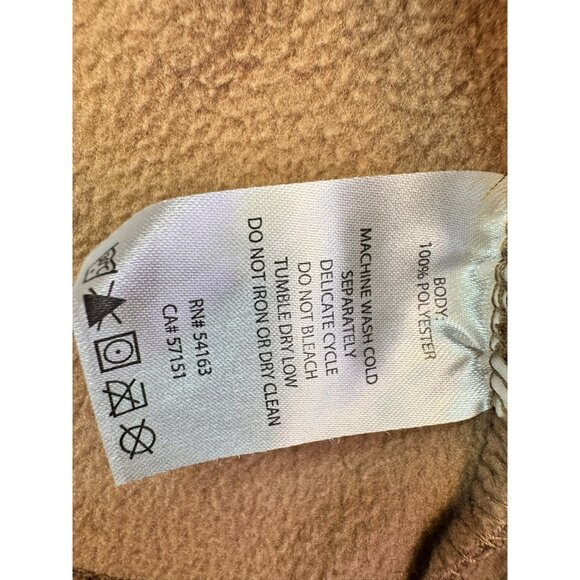 BODY
100% POLYESTER
MACHINE WASH COLD
SEPARATELY
DELICATE CYCLE
DO NOT BLEACH
TUMBLE DRY LOW
DO NOT IRON OR DRY CLEAN
RN# 54163
CA# 57151